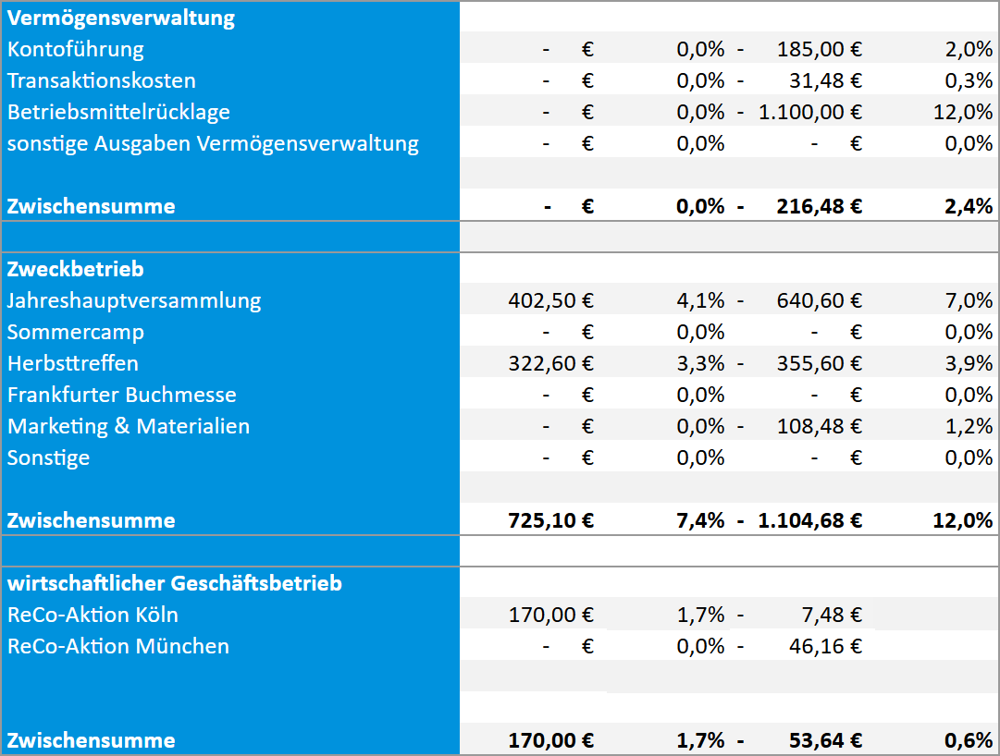 Vermögensverwaltung
Kontoführung - € 0,0% - 185,00 € 2,0%
Transaktionskosten - € 0,0% - 31,48 € 0,3%
Betriebsmittelrücklage - € 0,0% - 1.100,00 € 12,0%
sonstige Ausgaben Vermögensverwaltung - € 0,0% - € 0,0%
Zwischensumme - € 0,0% - 216,48 € 2,4%
Zweckbetrieb
Jahreshauptversammlung 402,50 € 4,1% - 640,60 € 7,0%
Sommercamp - € 0,0% - € 0,0%
Herbsttreffen 322,60 € 3,3% - 355,60 € 3,9%
Frankfurter Buchmesse - € 0,0% - € 0,0%
Marketing & Materialien - € 0,0% - 108,48 € 1,2%
Sonstige - € 0,0% - € 0,0%
Zwischensumme 725,10 € 7,4% - 1.104,68 € 12,0%
wirtschaftlicher Geschäftsbetrieb
ReCo-Aktion Köln 170,00 € 1,7% - 7,48 €
ReCo-Aktion München - € 0,0% - 46,16 €
Zwischensumme 170,00 € 1,7% - 53,64 € 0,6%